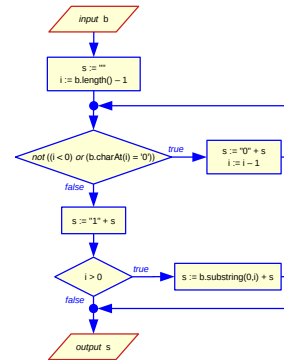 input b
s := ""
i := b.length() – 1
not ((i < 0) or (b.charAt(i) = '0'))
true
s := "0" + s
i := i – 1
false
s := "1" + s
i > 0
true
s := b.substring(0,i) + s
false
output s